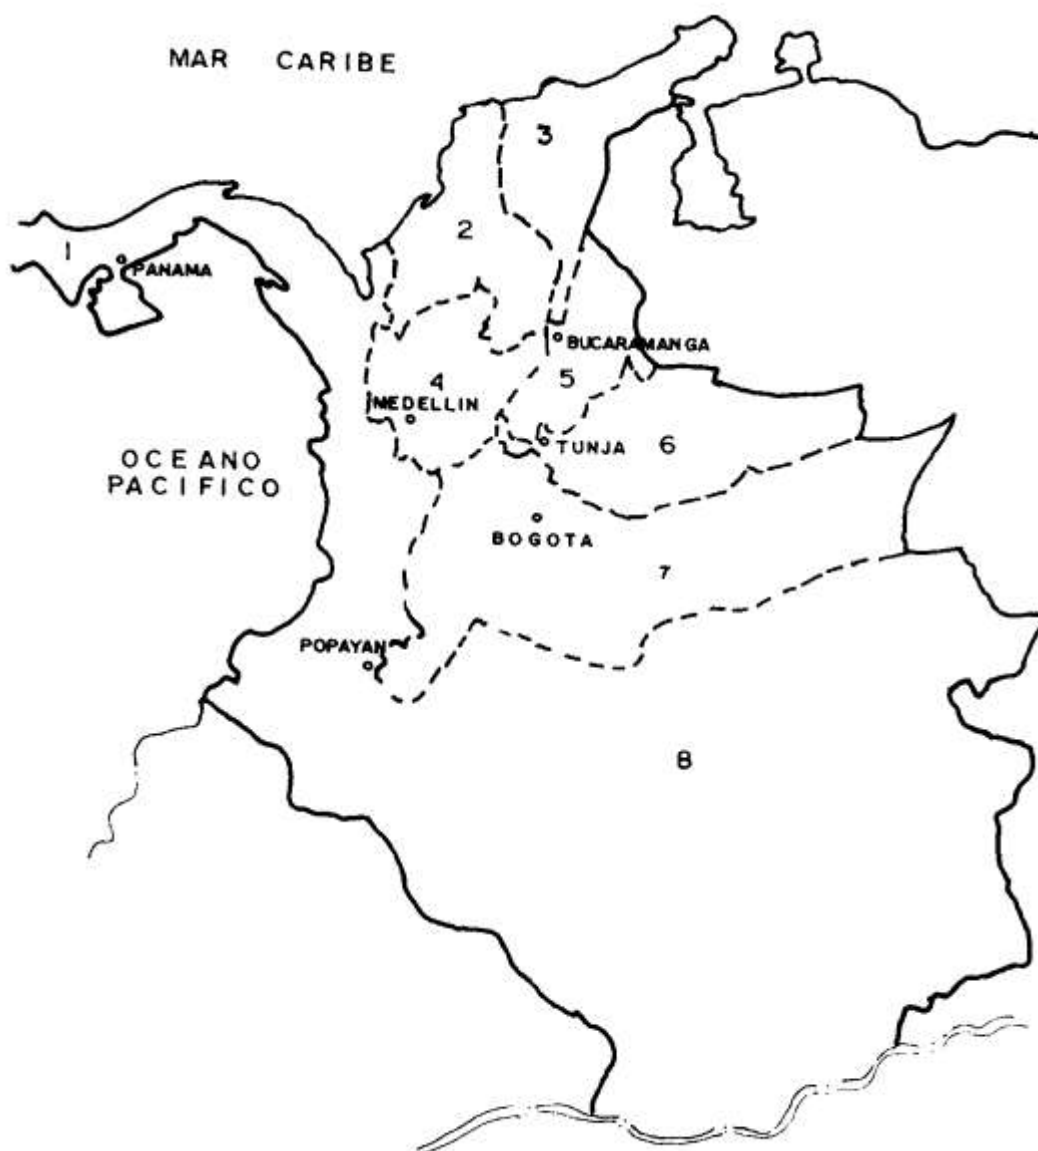 MAR CARIBE
3
2
1
PANAMA
BUCARAMANGA
4
5
MEDELLIN
TUNJA
6
OCEANO
PACIFICO
BOGOTA
7
POPAYAN
8